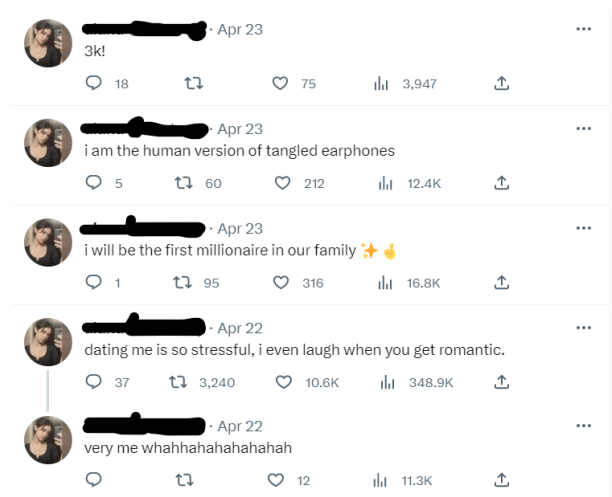 · Apr 23
3k!
18 75 3,947
· Apr 23
i am the human version of tangled earphones
5 60 212 12.4K
· Apr 23
i will be the first millionaire in our family ✨🤞
1 95 316 16.8K
· Apr 22
dating me is so stressful, i even laugh when you get romantic.
37 3,240 10.6K 348.9K
· Apr 22
very me whahhahahahahahah
12 11.3K